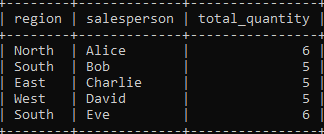 | region | salesperson | total_quantity |
| North | Alice | 6 |
| South | Bob | 5 |
| East | Charlie | 5 |
| West | David | 5 |
| South | Eve | 6 |